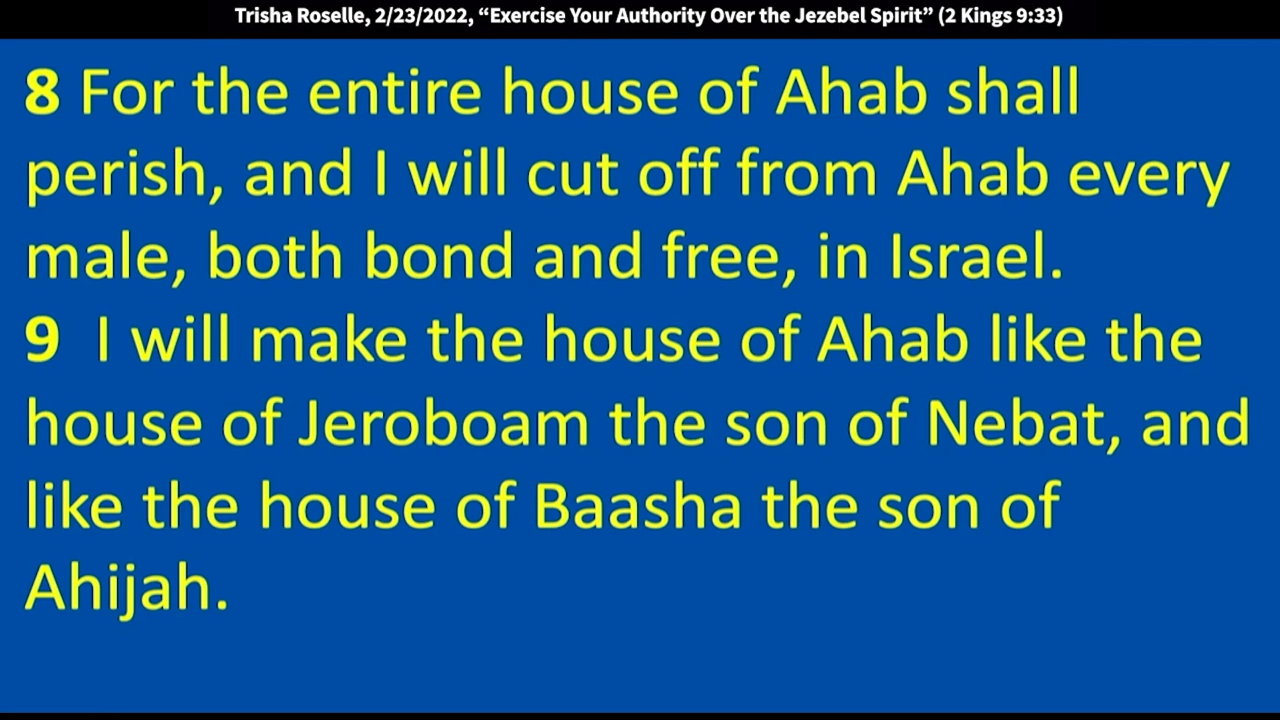 Trisha Roselle, 2/23/2022, “Exercise Your Authority Over the Jezebel Spirit” (2 Kings 9:33)
8 For the entire house of Ahab shall
perish, and I will cut off from Ahab every
male, both bond and free, in Israel.
9 I will make the house of Ahab like the
house of Jeroboam the son of Nebat, and
like the house of Baasha the son of
Ahijah.